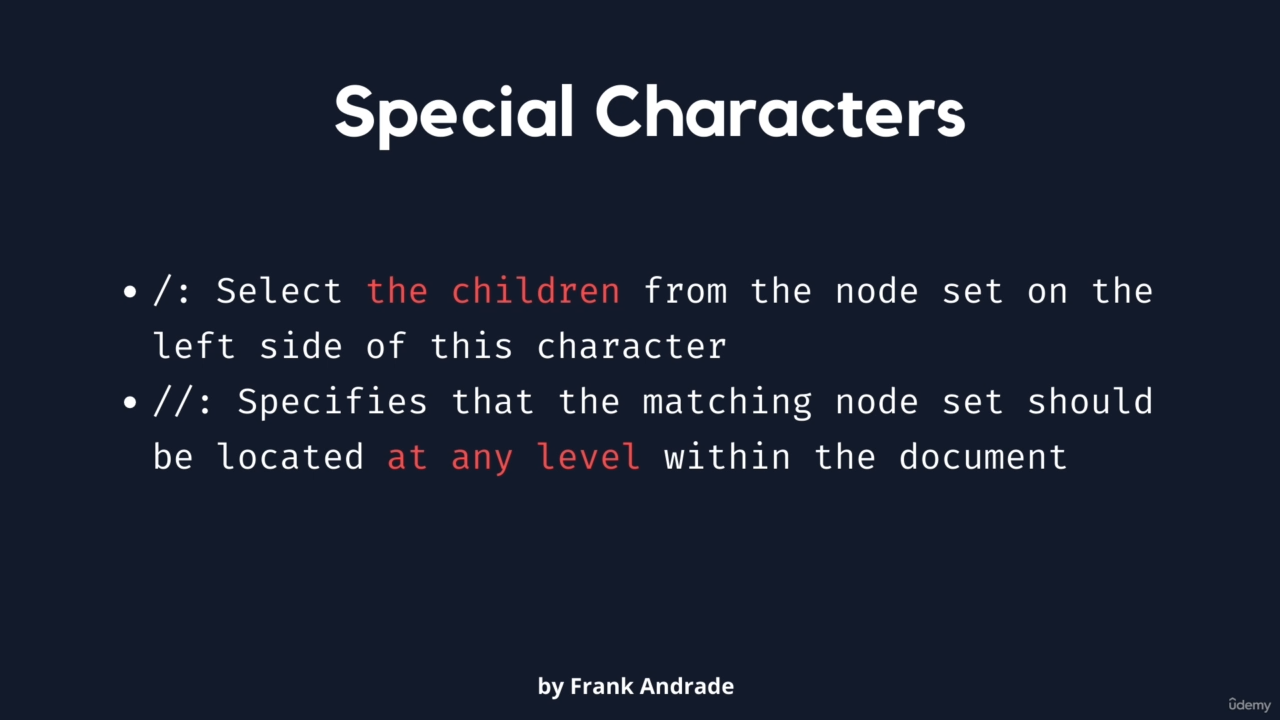 Special Characters
• /: Select the children from the node set on the
left side of this character
• //: Specifies that the matching node set should
be located at any level within the document
by Frank Andrade
ûdemy